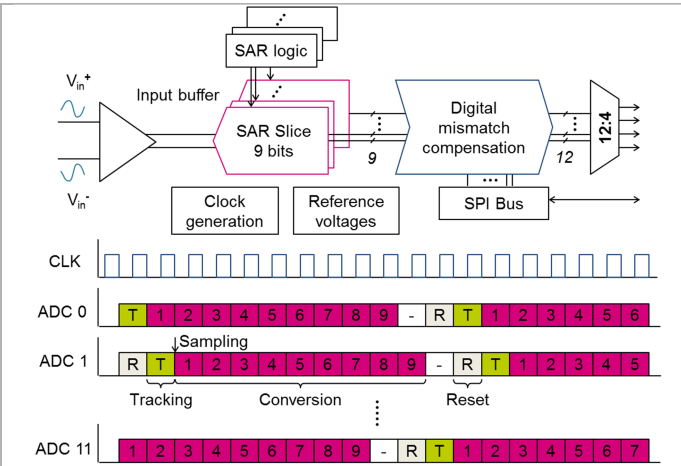 SAR logic
Vin+
Input buffer
SAR Slice
9 bits
9
Digital
mismatch
compensation
12
12:4
Vin-
Clock
generation
Reference
voltages
SPI Bus
CLK
ADC 0 T 1 2 3 4 5 6 7 8 9 - R T 1 2 3 4 5 6
Sampling
ADC 1 R T 1 2 3 4 5 6 7 8 9 - R T 1 2 3 4 5
Tracking Conversion Reset
ADC 11 1 2 3 4 5 6 7 8 9 - R T 1 2 3 4 5 6 7